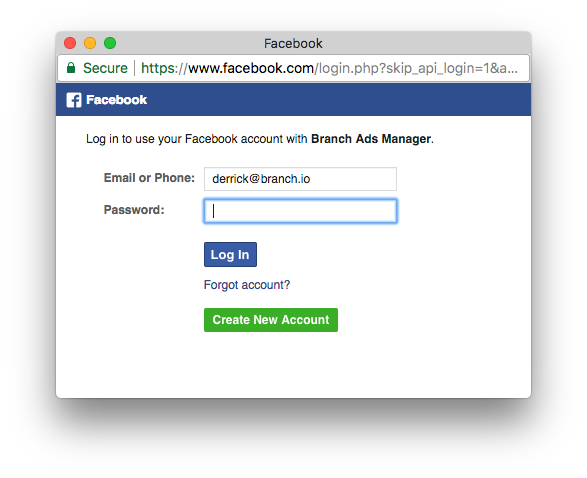 Facebook
Secure | https://www.facebook.com/login.php?skip_api_login=1&a...
Facebook
Log in to use your Facebook account with Branch Ads Manager.
Email or Phone: derrick@branch.io
Password:
Log In
Forgot account?
Create New Account